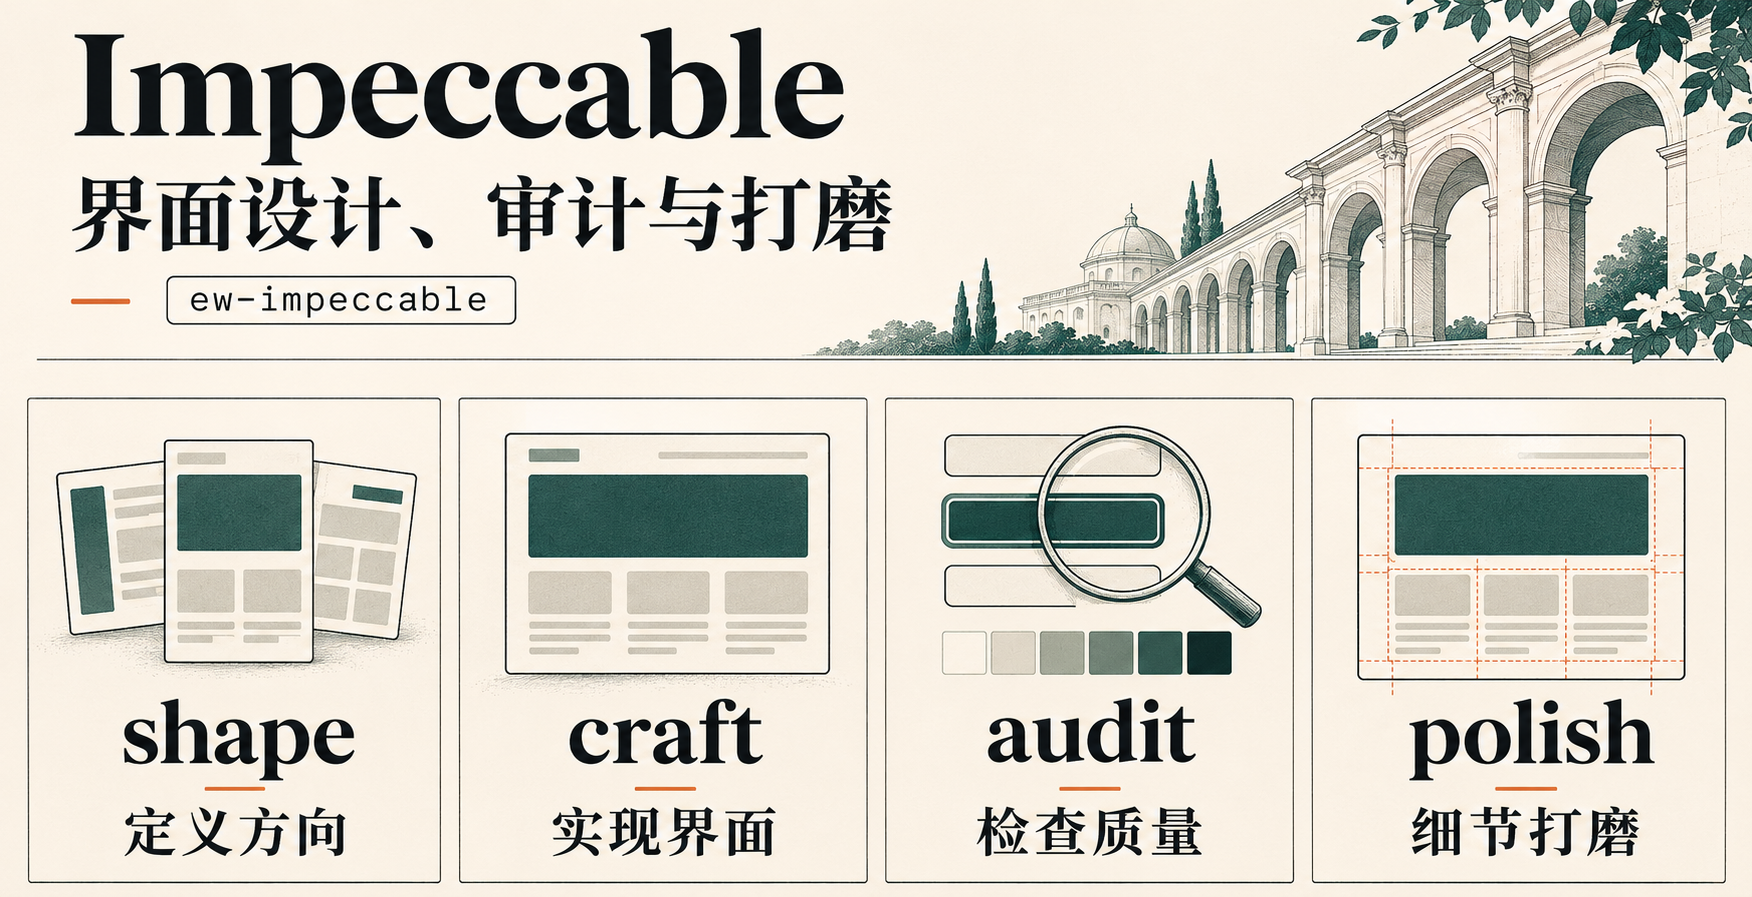 Impeccable
界面设计、审计与打磨
ew-impeccable
shape
定义方向
craft
实现界面
audit
检查质量
polish
细节打磨